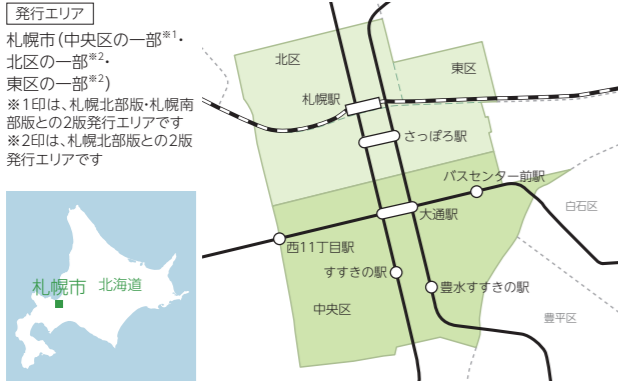 発行エリア
札幌市(中央区の一部※1・
北区の一部※2・
東区の一部※2)
※1印は、札幌北部版・札幌南
部版との2版発行エリアです
※2印は、札幌北部版との2版
発行エリアです
札幌市
北海道
北区
東区
札幌駅
さっぽろ駅
バスセンター前駅
大通駅
白石区
西11丁目駅
すすきの駅
豊水すすきの駅
中央区
豊平区